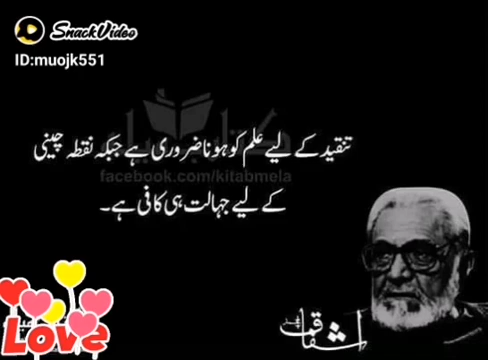 SnackVideo
ID:muojk551
تنقید کے لیے علم کو ہونا ضروری ہے جبکہ نقطہ چینی
facebook.com/kitabmela
کے لیے جہالت ہی کافی ہے۔
اشفاق احمد
Love